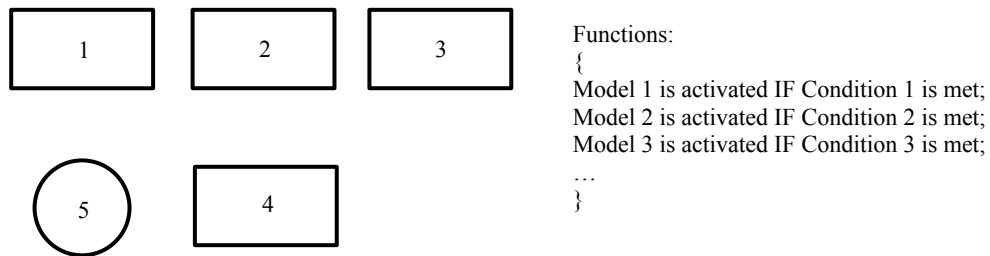 1
2
3
5
4
Functions:
{
Model 1 is activated IF Condition 1 is met;
Model 2 is activated IF Condition 2 is met;
Model 3 is activated IF Condition 3 is met;
…
}